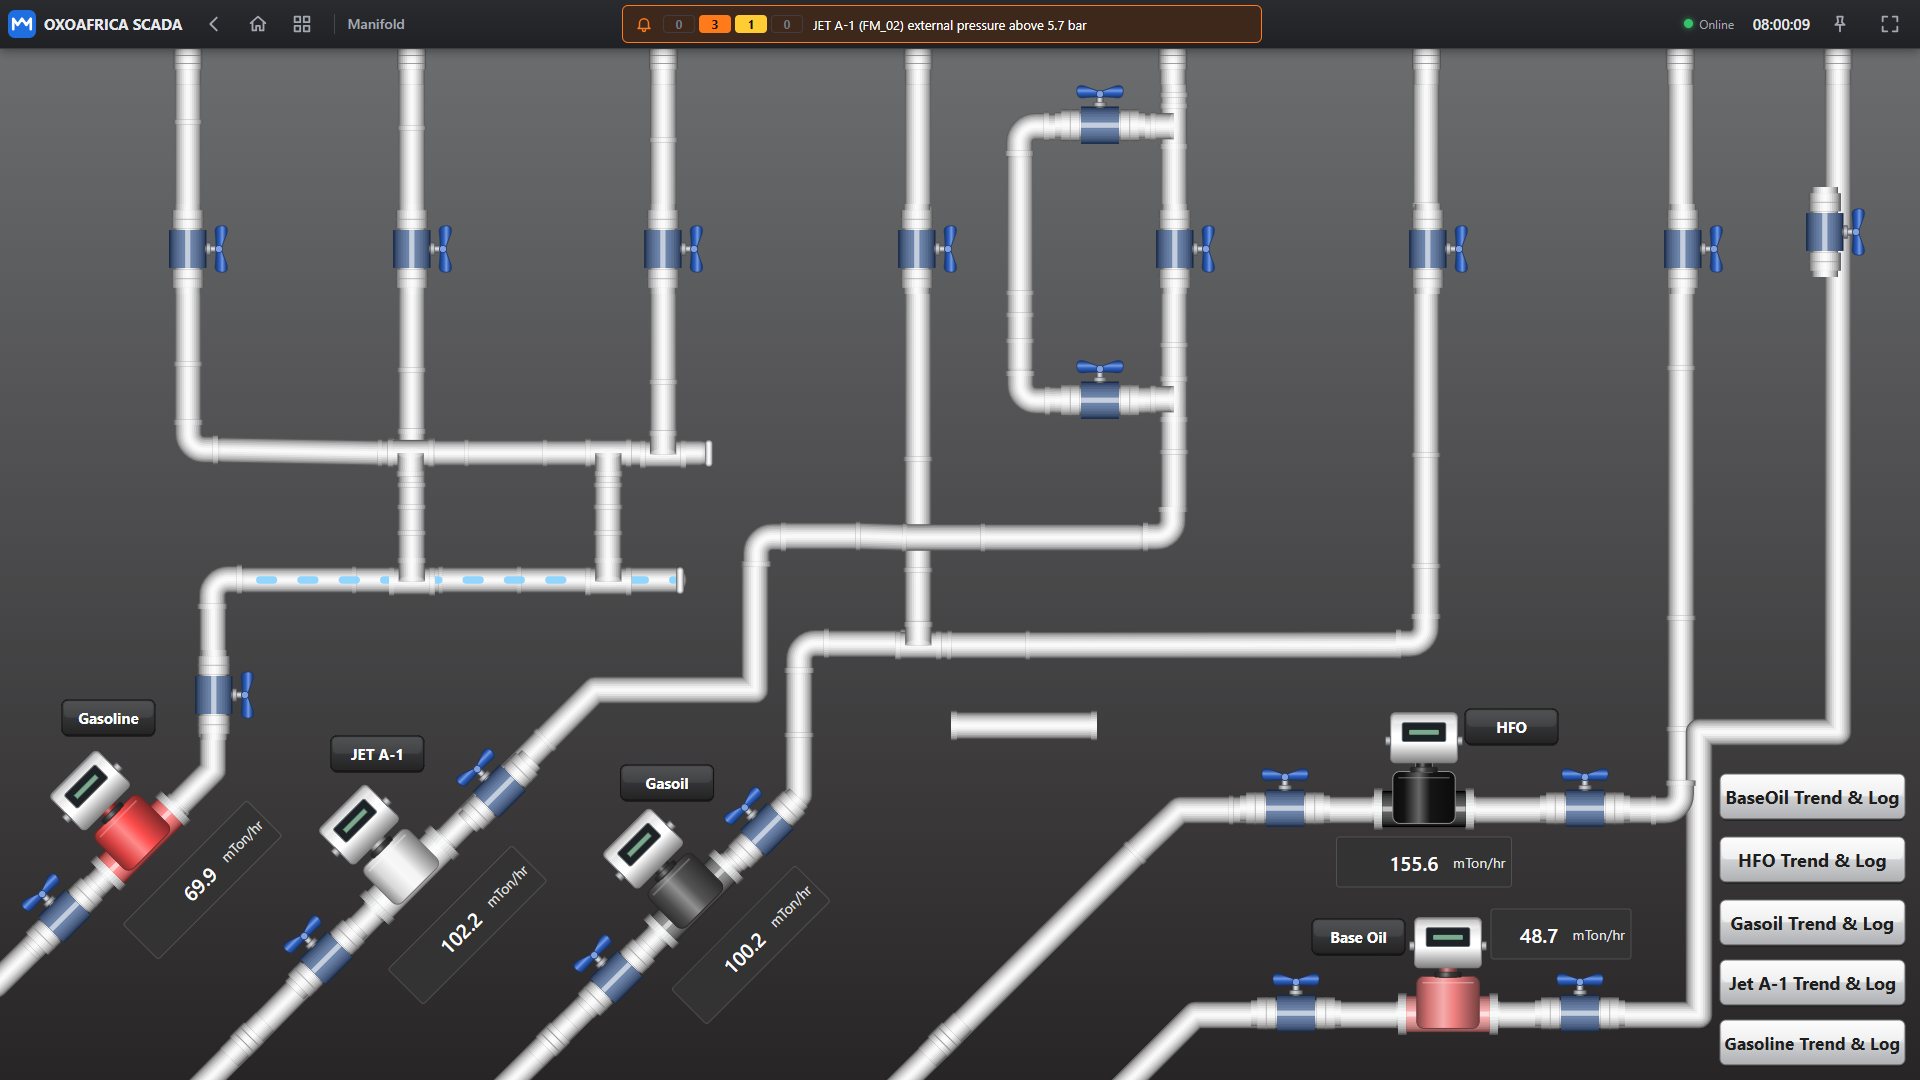 OXOAFRICA SCADA
Manifold
0
3
1
0
JET A-1 (FM_02) external pressure above 5.7 bar
Online
08:00:09
Gasoline
JET A-1
Gasoil
HFO
69.9 mTon/hr
102.2 mTon/hr
100.2 mTon/hr
155.6 mTon/hr
Base Oil
48.7 mTon/hr
BaseOil Trend & Log
HFO Trend & Log
Gasoil Trend & Log
Jet A-1 Trend & Log
Gasoline Trend & Log